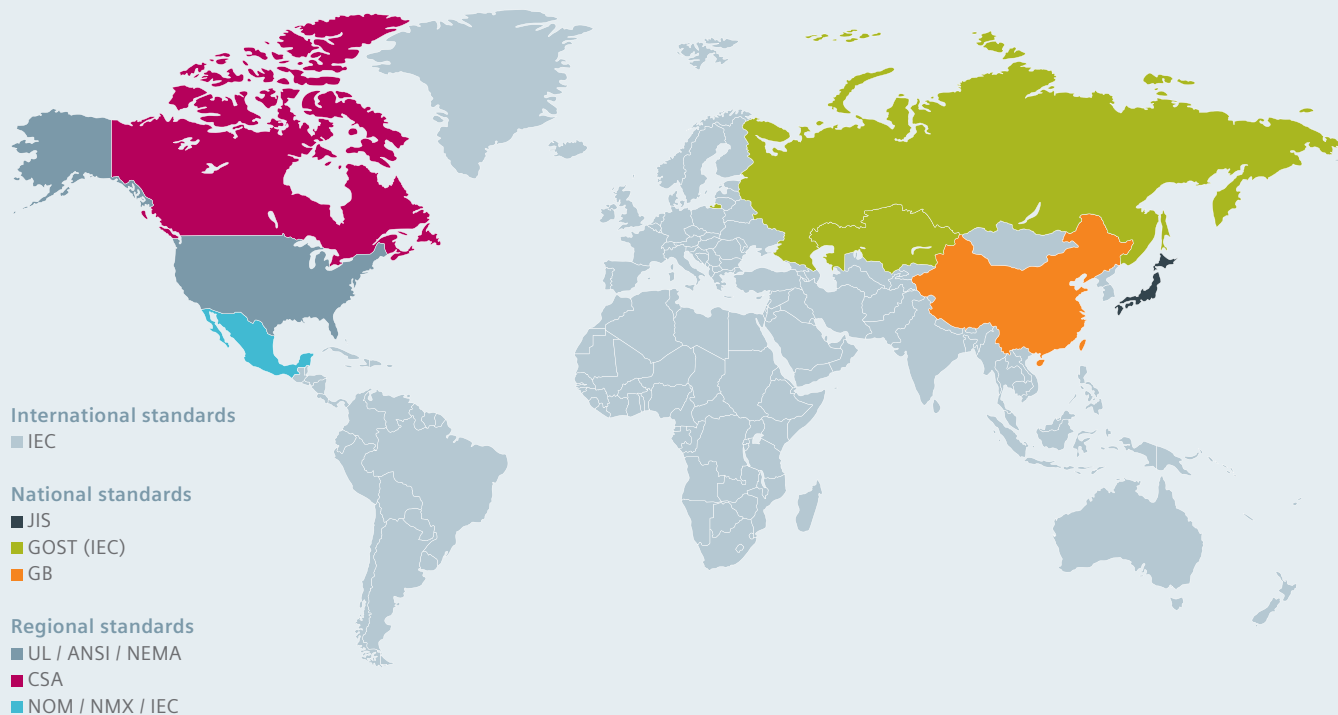 International standards
IEC
National standards
JIS
GOST (IEC)
GB
Regional standards
UL / ANSI / NEMA
CSA
NOM / NMX / IEC